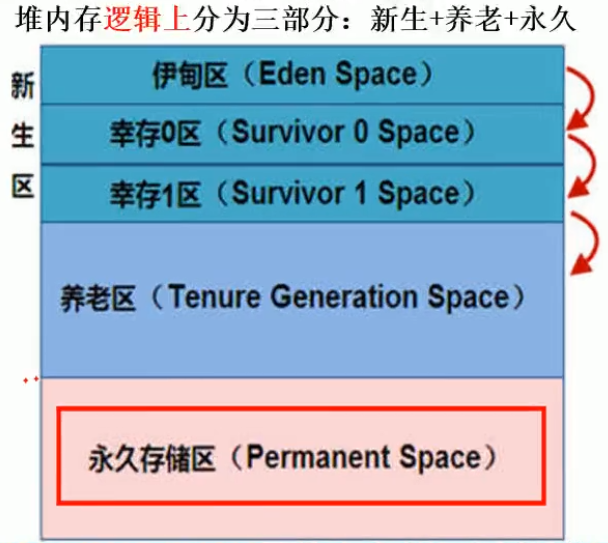 堆内存逻辑上分为三部分：新生+养老+永久
新生区
伊甸区（Eden Space）
幸存0区（Survivor 0 Space）
幸存1区（Survivor 1 Space）
养老区（Tenure Generation Space）
永久存储区（Permanent Space）